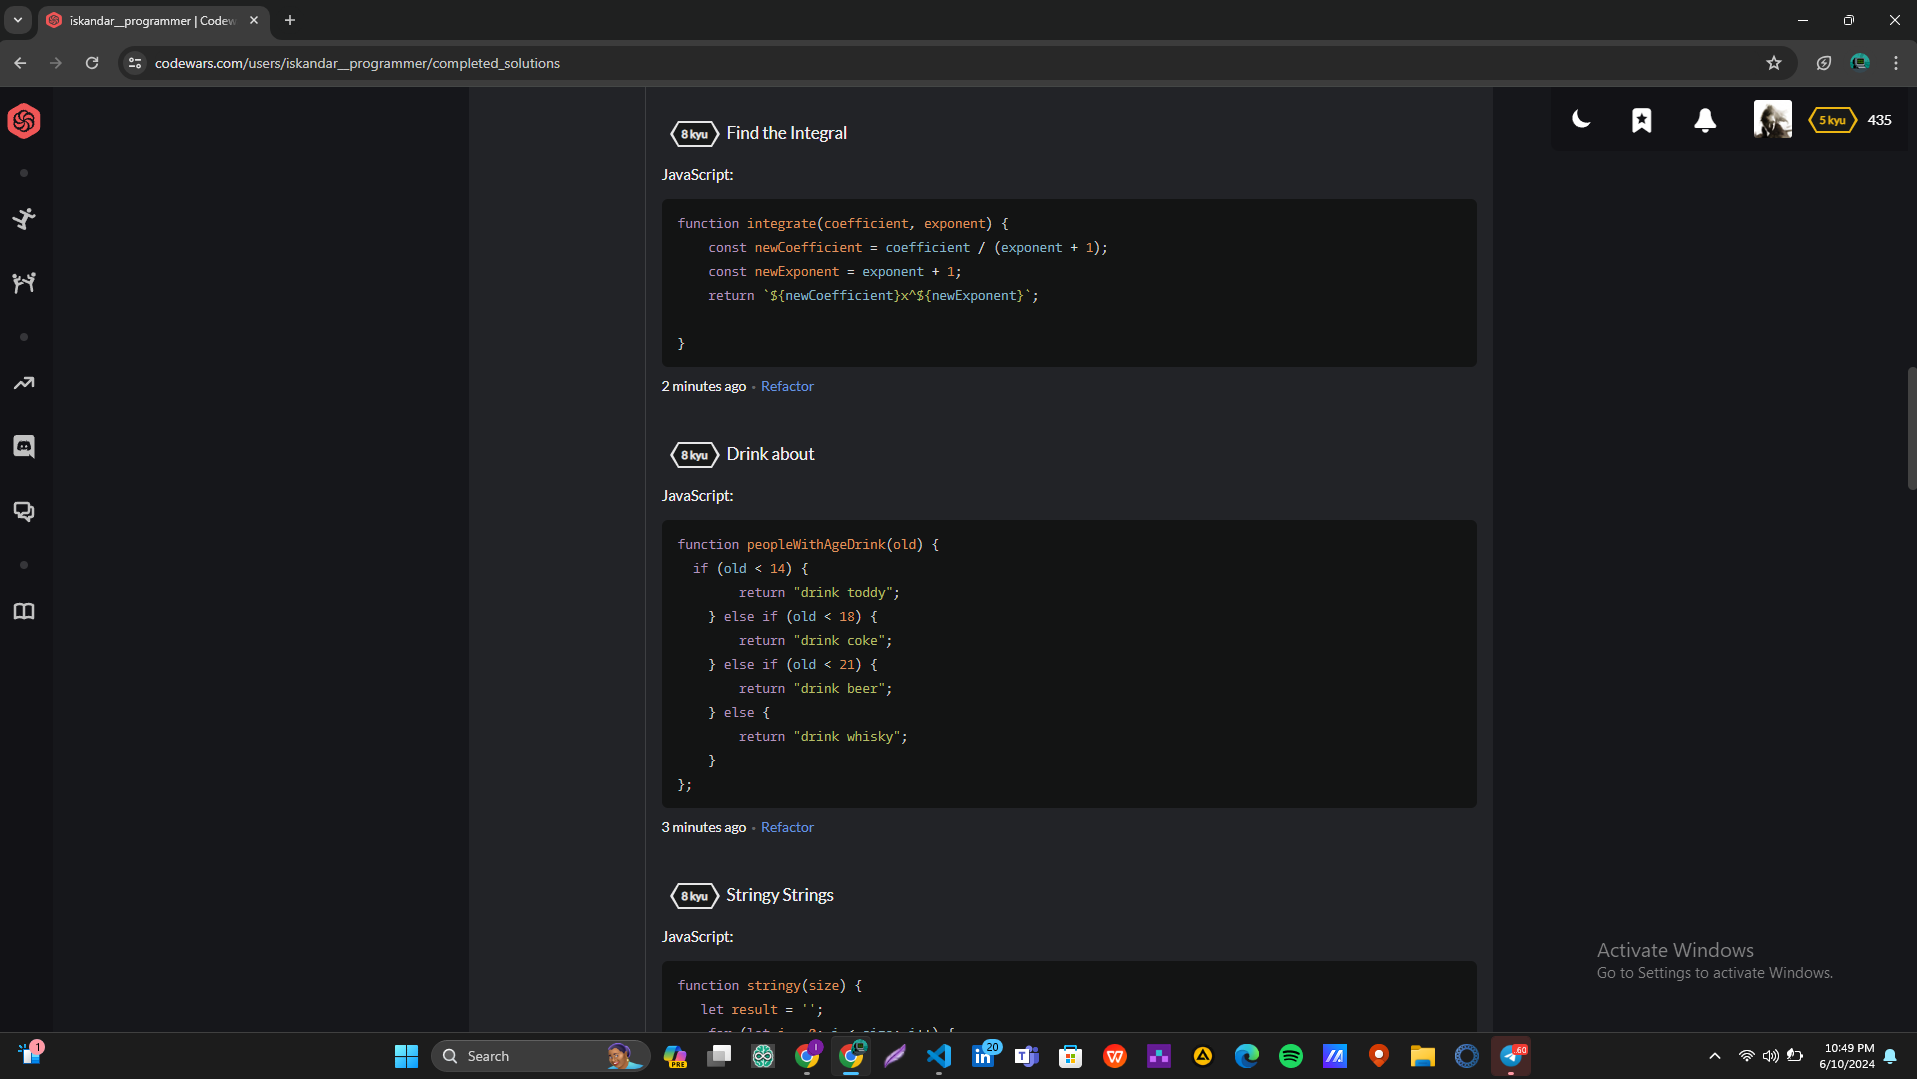 iskandar__programmer | Codew
codewars.com/users/iskandar__programmer/completed_solutions
5 kyu
435
8 kyu
Find the Integral
JavaScript:
function integrate(coefficient, exponent) {
    const newCoefficient = coefficient / (exponent + 1);
    const newExponent = exponent + 1;
    return `${newCoefficient}x^${newExponent}`;
}
2 minutes ago • Refactor
8 kyu
Drink about
JavaScript:
function peopleWithAgeDrink(old) {
  if (old < 14) {
        return "drink toddy";
    } else if (old < 18) {
        return "drink coke";
    } else if (old < 21) {
        return "drink beer";
    } else {
        return "drink whisky";
    }
};
3 minutes ago • Refactor
8 kyu
Stringy Strings
JavaScript:
function stringy(size) {
   let result = '';
Activate Windows
Go to Settings to activate Windows.
1
Search
PRE
I
20
.60
10:49 PM
6/10/2024